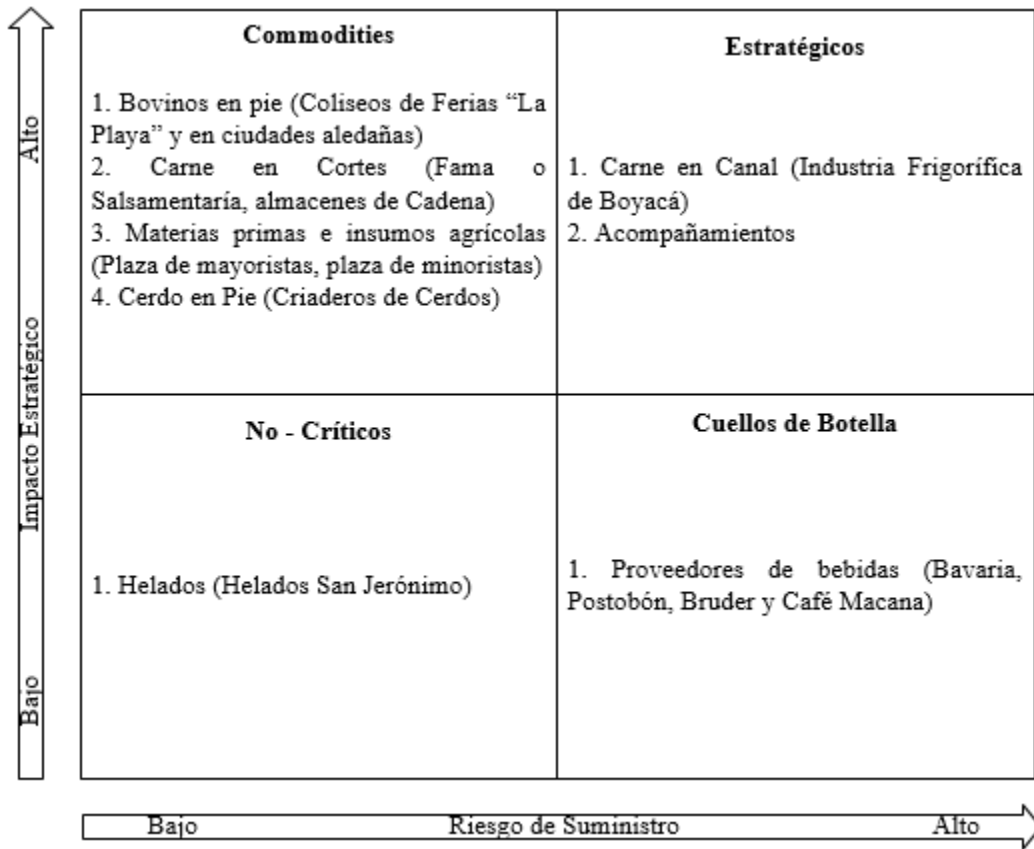 Commodities
1. Bovinos en pie (Coliseos de Ferias “La
Playa” y en ciudades aledañas)
2. Carne en Cortes (Fama o
Salsamentaría, almacenes de Cadena)
3. Materias primas e insumos agrícolas
(Plaza de mayoristas, plaza de minoristas)
4. Cerdo en Pie (Criaderos de Cerdos)
Estratégicos
1. Carne en Canal (Industria Frigorífica
de Boyacá)
2. Acompañamientos
No - Críticos
1. Helados (Helados San Jerónimo)
Cuellos de Botella
1. Proveedores de bebidas (Bavaria,
Postobón, Bruder y Café Macana)
Bajo Impacto Estratégico Alto
Bajo Riesgo de Suministro Alto